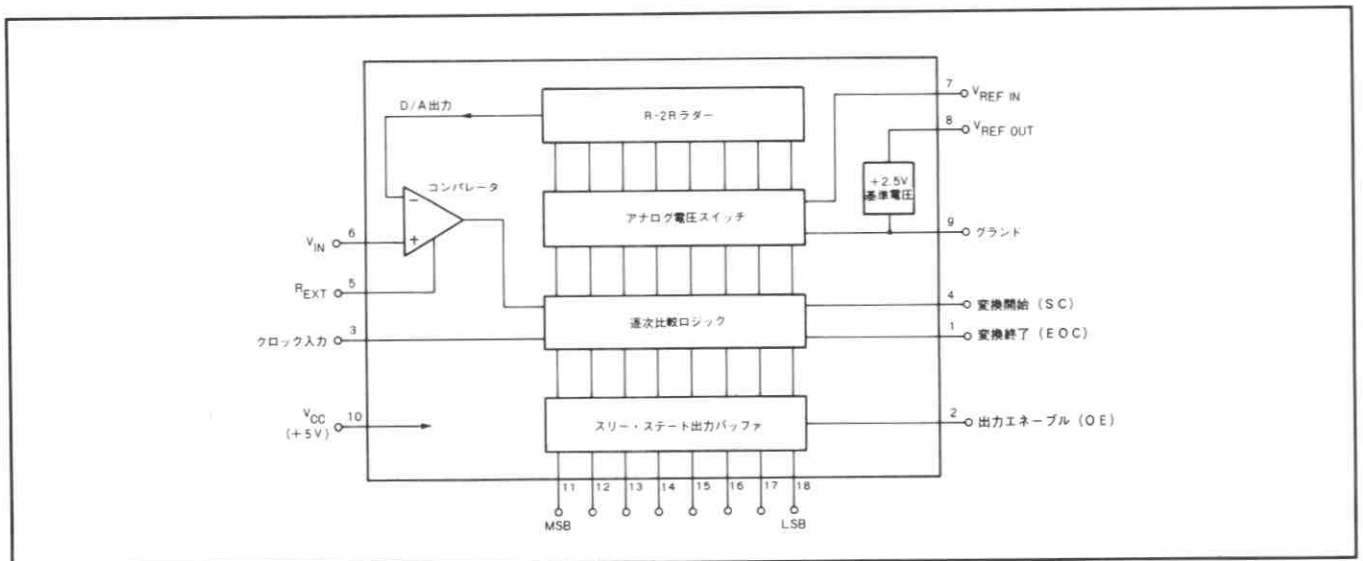 7
V_REF IN
D/A出力
R-2Rラダー
8
V_REF OUT
+2.5V
基準電圧
コンパレータ
−
アナログ電圧スイッチ
6
V_IN
+
9
グランド
5
R_EXT
4
変換開始 (SC)
逐次比較ロジック
3
クロック入力
1
変換終了 (EOC)
V_CC
(+5V)
10
2
出力エネーブル (OE)
スリー・ステート出力バッファ
11 12 13 14 15 16 17 18
MSB LSB